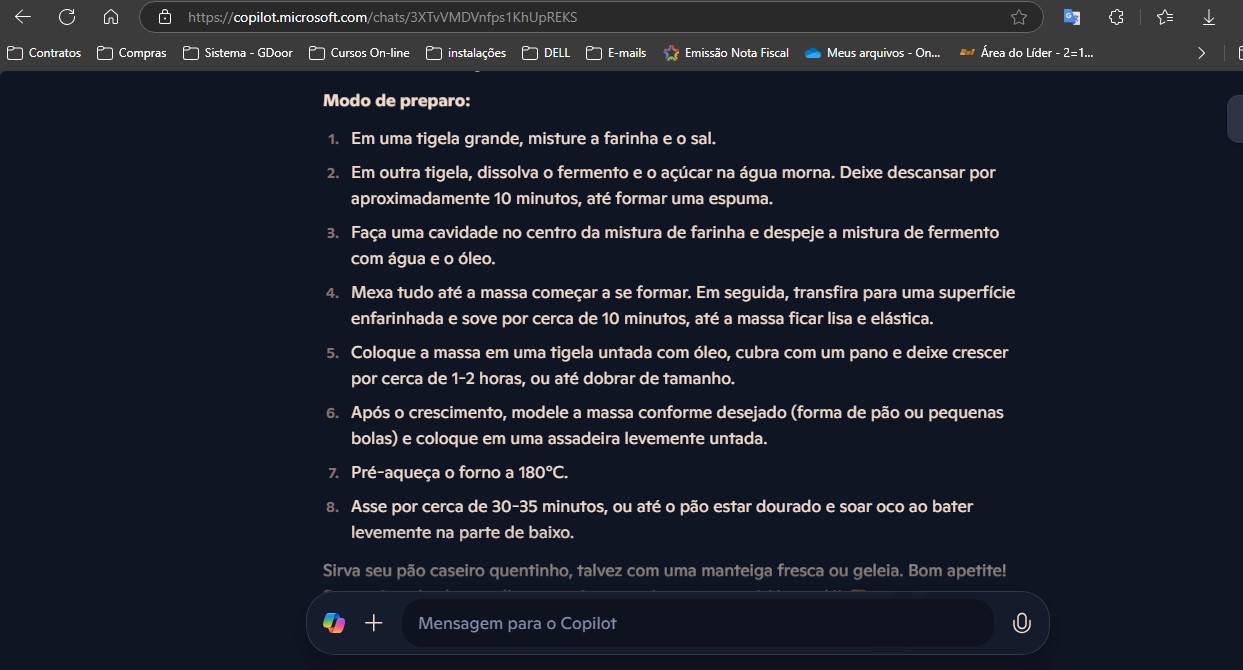 https://copilot.microsoft.com/chats/3XTvVMDVnfps1KhUpREKS
Contratos
Compras
Sistema - GDoor
Cursos On-line
instalações
DELL
E-mails
Emissão Nota Fiscal
Meus arquivos - On...
Área do Líder - 2=1...
Modo de preparo:
1. Em uma tigela grande, misture a farinha e o sal.
2. Em outra tigela, dissolva o fermento e o açúcar na água morna. Deixe descansar por
aproximadamente 10 minutos, até formar uma espuma.
3. Faça uma cavidade no centro da mistura de farinha e despeje a mistura de fermento
com água e o óleo.
4. Mexa tudo até a massa começar a se formar. Em seguida, transfira para uma superfície
enfarinhada e sove por cerca de 10 minutos, até a massa ficar lisa e elástica.
5. Coloque a massa em uma tigela untada com óleo, cubra com um pano e deixe crescer
por cerca de 1-2 horas, ou até dobrar de tamanho.
6. Após o crescimento, modele a massa conforme desejado (forma de pão ou pequenas
bolas) e coloque em uma assadeira levemente untada.
7. Pré-aqueça o forno a 180°C.
8. Asse por cerca de 30-35 minutos, ou até o pão estar dourado e soar oco ao bater
levemente na parte de baixo.
Sirva seu pão caseiro quentinho, talvez com uma manteiga fresca ou geleia. Bom apetite!
Mensagem para o Copilot